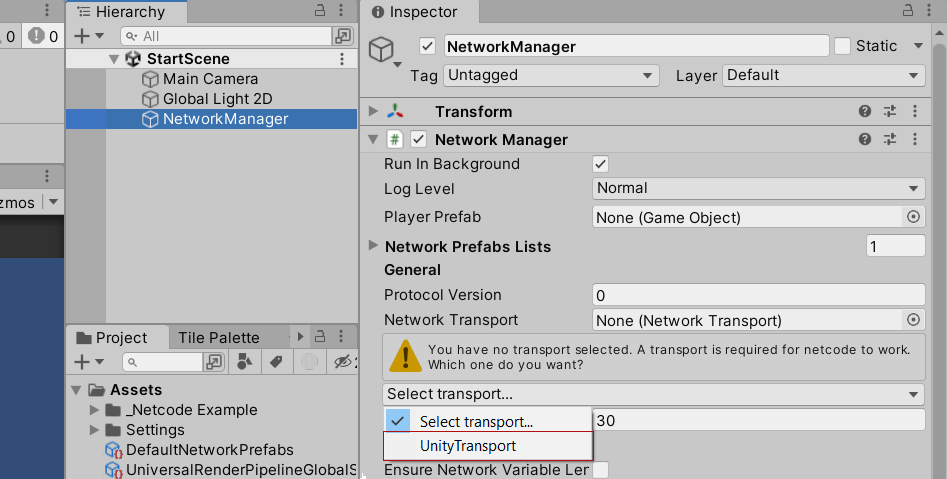 Hierarchy
All
StartScene
Main Camera
Global Light 2D
NetworkManager
0
0
zmos
Project
Tile Palette
Assets
_Netcode Example
Settings
DefaultNetworkPrefabs
UniversalRenderPipelineGlobalS
Inspector
NetworkManager
Static
Tag Untagged
Layer Default
Transform
Network Manager
Run In Background
Log Level Normal
Player Prefab None (Game Object)
Network Prefabs Lists 1
General
Protocol Version 0
Network Transport None (Network Transport)
You have no transport selected. A transport is required for netcode to work.
Which one do you want?
Select transport...
Select transport... 30
UnityTransport
Ensure Network Variable Ler